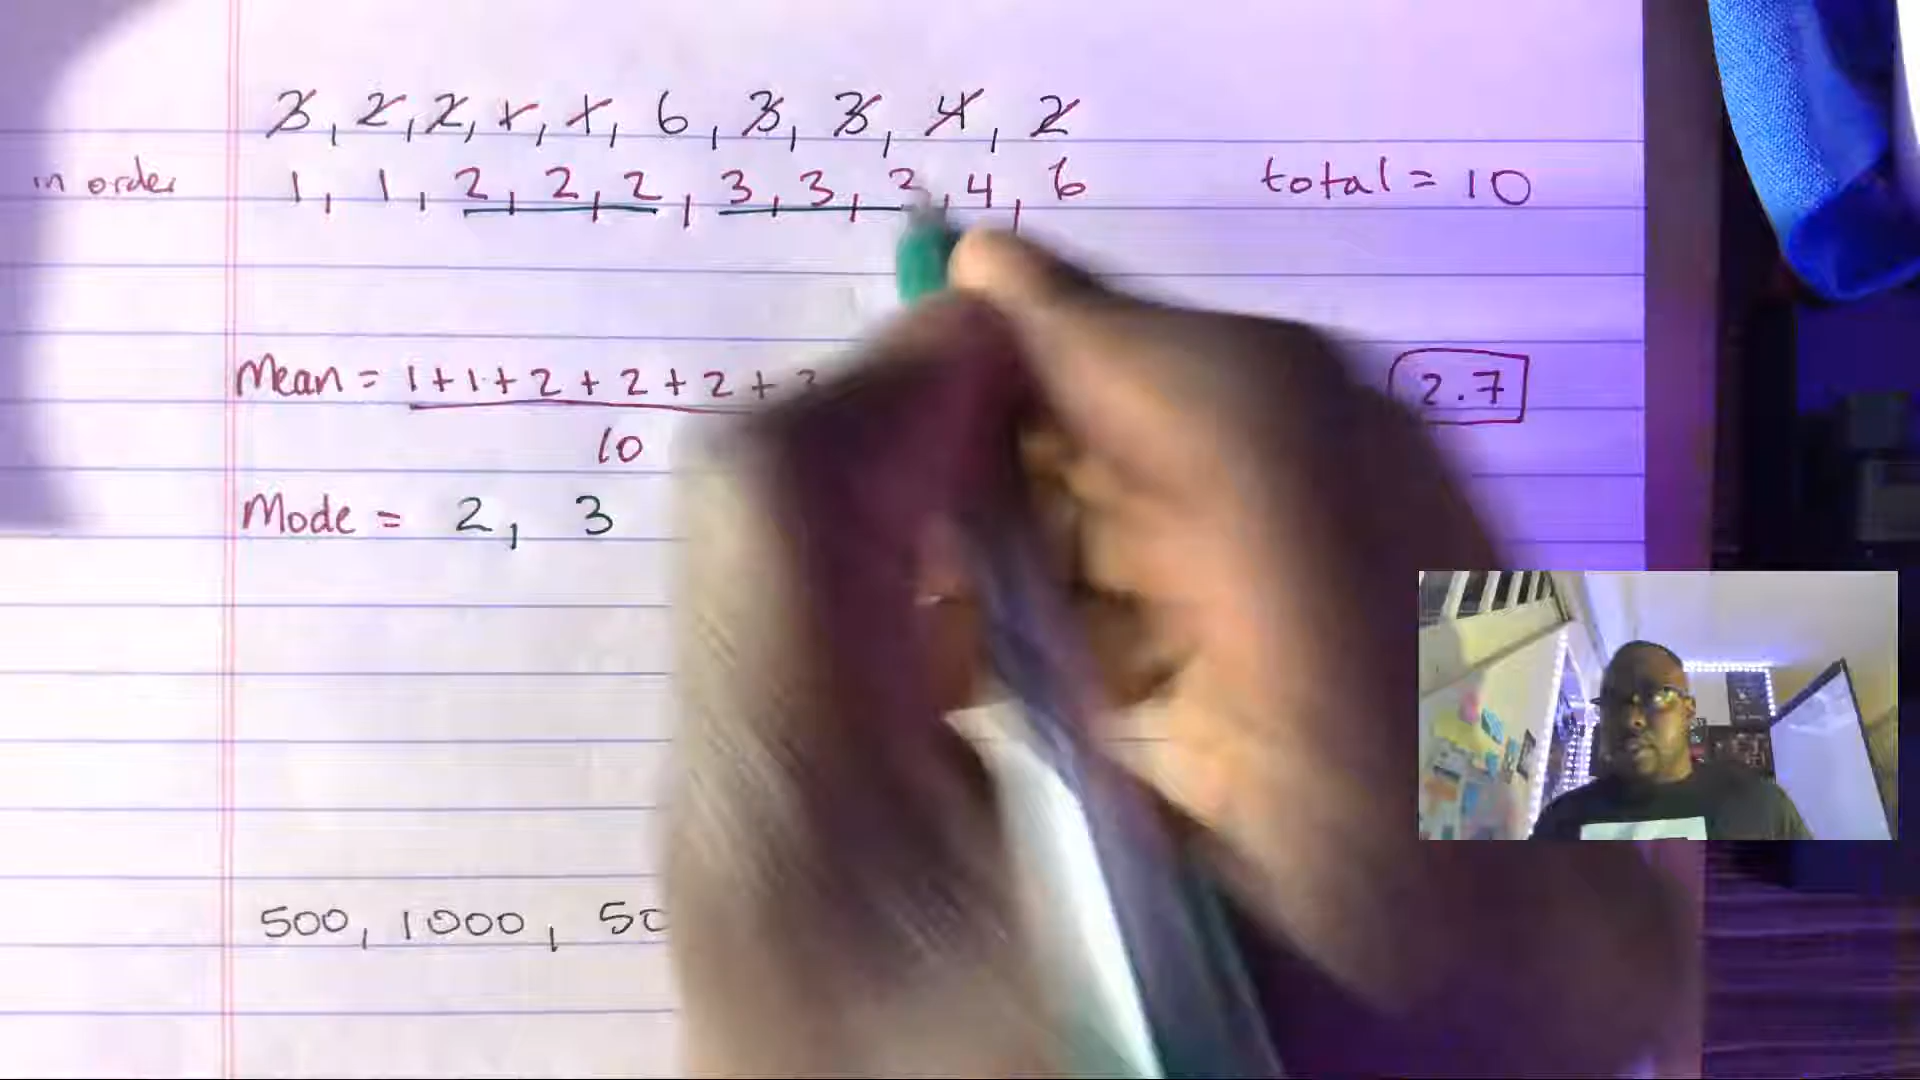 3, 2, 2, 1, 1, 6, 3, 3, 4, 2
in order 1, 1, 2, 2, 2, 3, 3, 3, 4, 6 total = 10
Mean = 1+1+2+2+2+ 2.7
10
Mode = 2, 3
500, 1000,